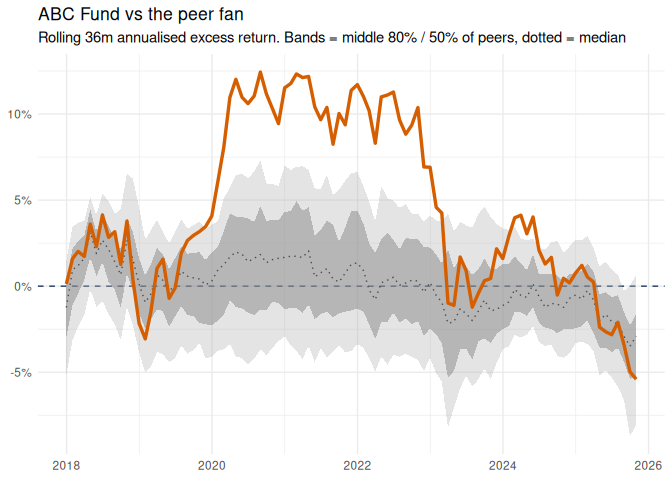 ABC Fund vs the peer fan
Rolling 36m annualised excess return. Bands = middle 80% / 50% of peers, dotted = median
10%
5%
0%
-5%
2018 2020 2022 2024 2026